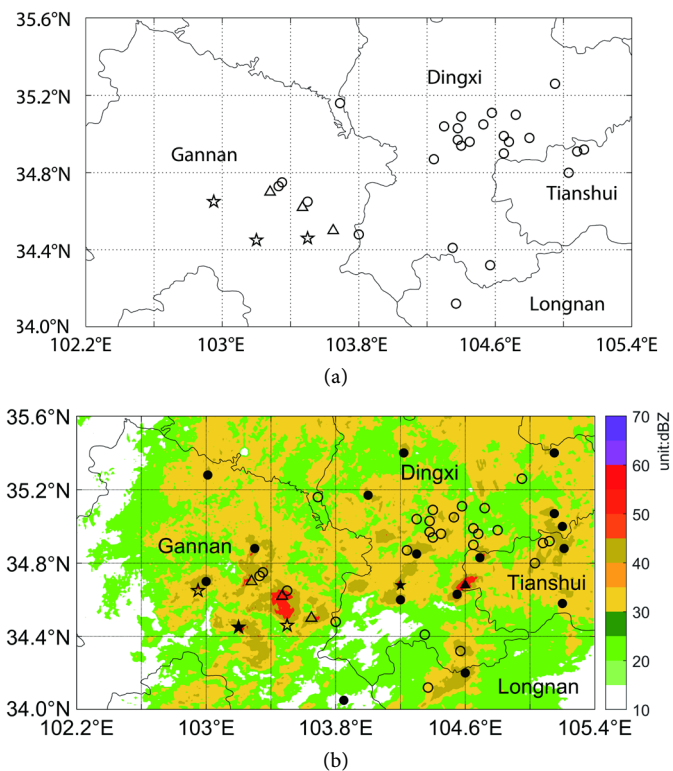 35.6°N
35.2°N
Dingxi
Gannan
34.8°N
Tianshui
34.4°N
Longnan
34.0°N
102.2°E 103°E 103.8°E 104.6°E 105.4°E
(a)
35.6°N 70
unit:dBZ
Dingxi 60
35.2°N
50
Gannan
34.8°N 40
Tianshui
30
34.4°N
20
Longnan
34.0°N 10
102.2°E 103°E 103.8°E 104.6°E 105.4°E
(b)